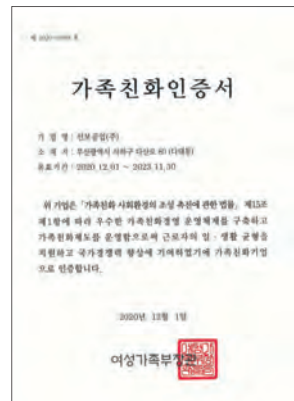 가족친화인증서
기 업 명 : 선보공업(주)
소 재 지 : 부산광역시 사하구 다산로 60 (다대동)
유효기간 : 2020.12.01 ~ 2023.11.30
위 기업은 「가족친화 사회환경의 조성 촉진에 관한 법률」 제15조
제1항에 따라 우수한 가족친화경영 운영체제를 구축하고
가족친화제도를 운영함으로써 근로자의 일 · 생활 균형을
지원하고 국가경쟁력 향상에 기여하였기에 가족친화기업
으로 인증합니다.
2020년 12월 1일
여성가족부장관